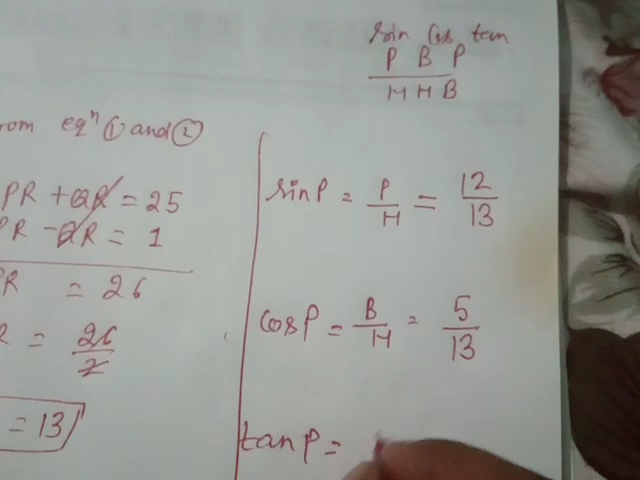 sin cos tan
P B P
H H B
rom eqⁿ ① and ②
PR + QR = 25
PR - QR = 1
PR = 26
R = 26/2
= 13
sin P = P/H = 12/13
cos P = B/H = 5/13
tan P =